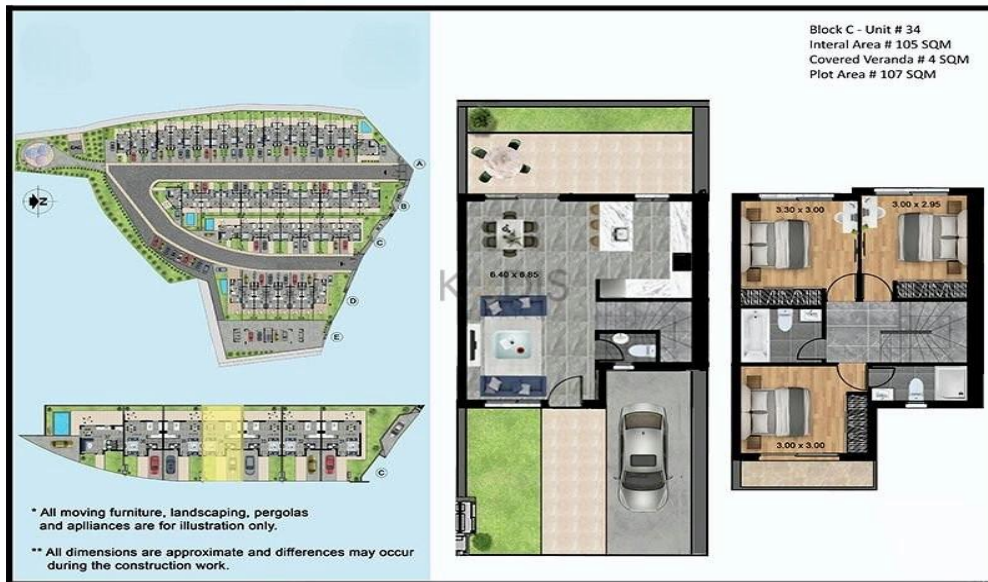 Block C - Unit # 34
Interal Area # 105 SQM
Covered Veranda # 4 SQM
Plot Area # 107 SQM
A
N
B
C
D
E
3.30 x 3.00
3.00 x 2.95
6.40 x 6.85
3.00 x 3.00
C
* All moving furniture, landscaping, pergolas
and aplliances are for illustration only.
** All dimensions are approximate and differences may occur
during the construction work.